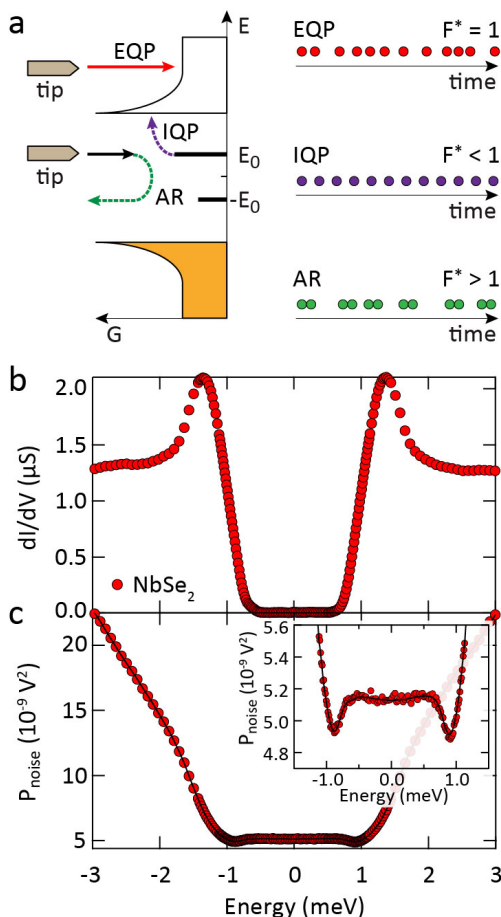 a
E
EQP
tip
IQP
tip
E₀
AR
-E₀
G
EQP F* = 1
time
IQP F* < 1
time
AR F* > 1
time
b
2.0
1.5
1.0
0.5
0.0
dI/dV (μS)
NbSe₂
c
20
15
10
5
P_noise (10⁻⁹ V²)
5.6
5.4
5.2
5.0
4.8
P_noise (10⁻⁹ V²)
-1.0 0.0 1.0
Energy (meV)
-3 -2 -1 0 1 2 3
Energy (meV)